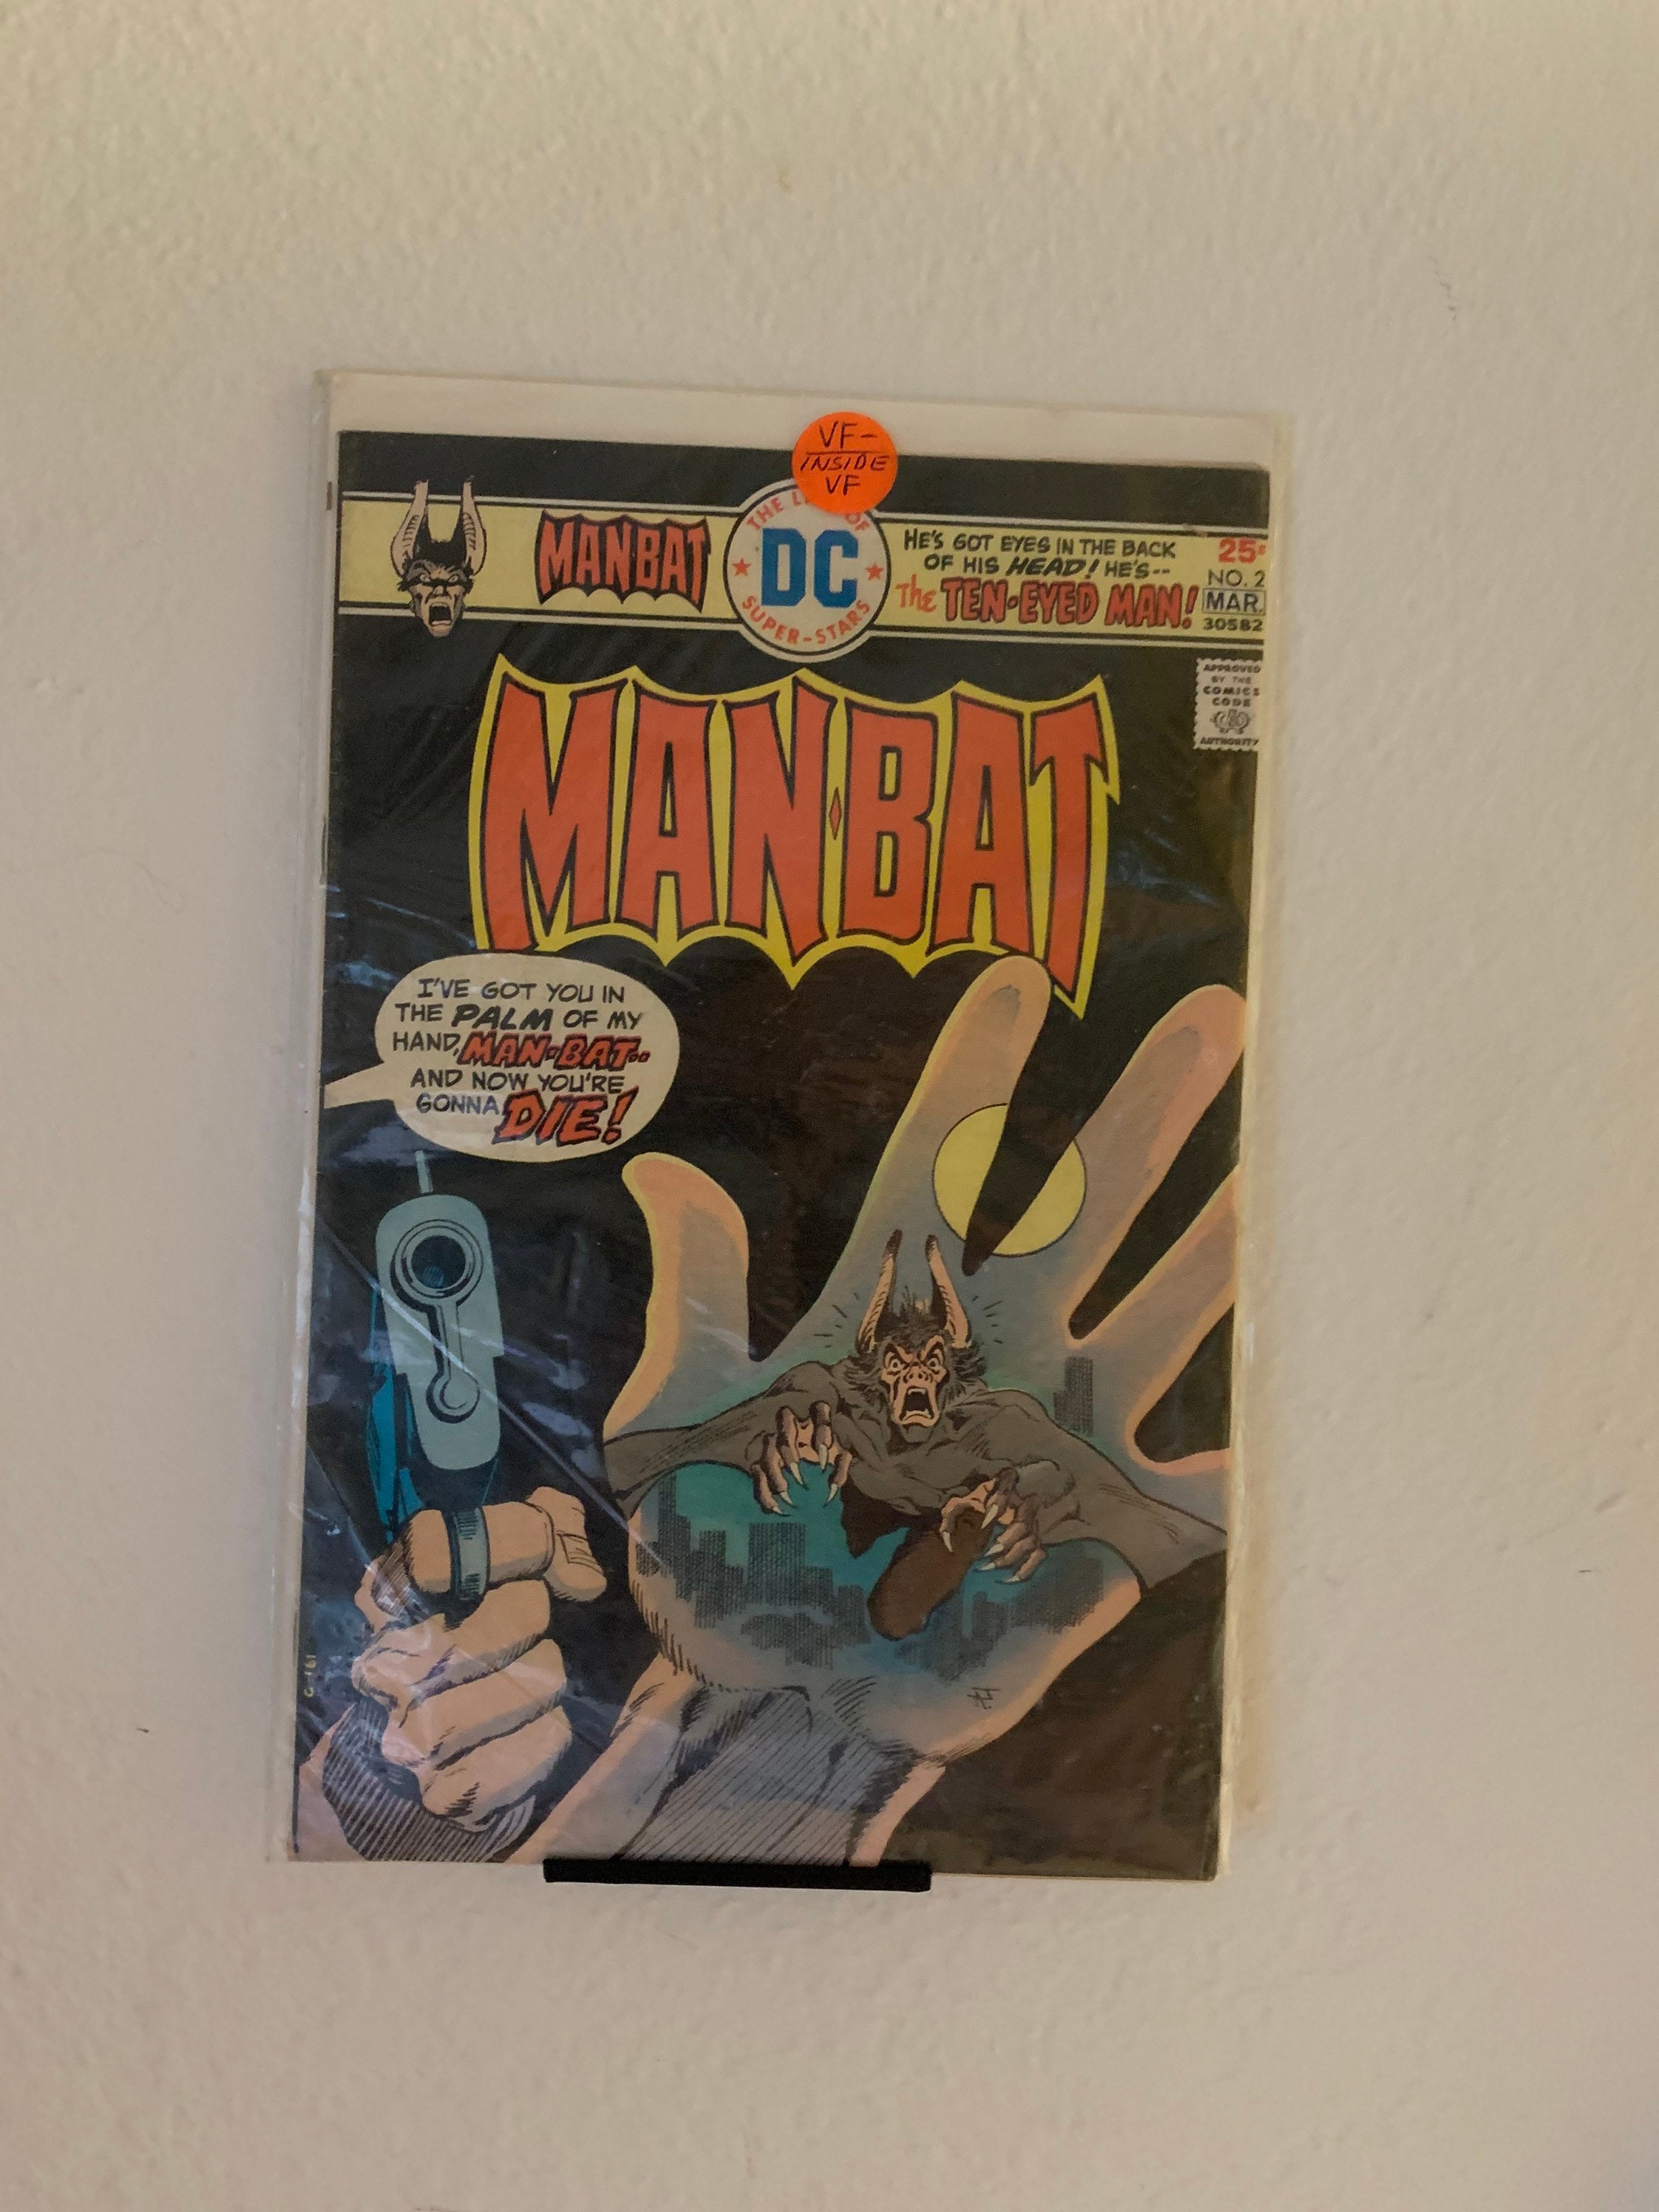 VF-
INSIDE
VF
MANBAT
THE L OF
DC
SUPER-STARS
HE'S GOT EYES IN THE BACK
OF HIS HEAD! HE'S--
THE TEN-EYED MAN!
25¢
NO. 2
MAR.
30582
APPROVED
BY THE
COMICS
CODE
AUTHORITY
MAN·BAT
I'VE GOT YOU IN
THE PALM OF MY
HAND, MAN-BAT--
AND NOW YOU'RE
GONNA DIE!
G-161